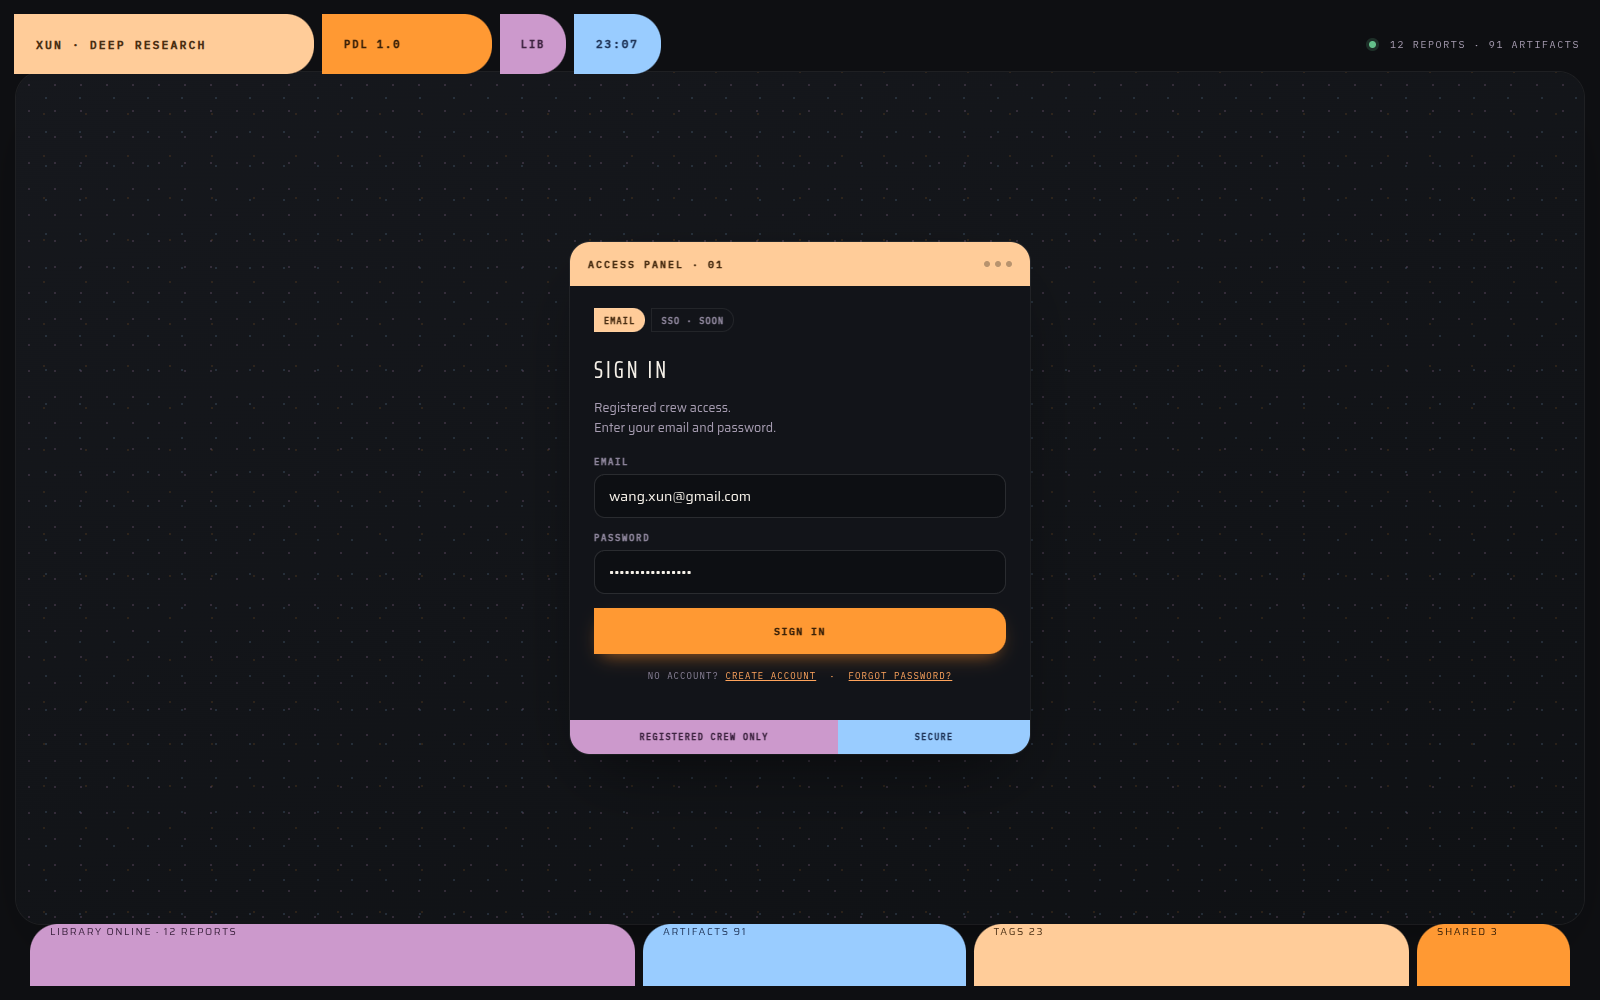 XUN · DEEP RESEARCH
PDL 1.0
LIB
23:07
12 REPORTS · 91 ARTIFACTS
ACCESS PANEL · 01
EMAIL
SSO · SOON
SIGN IN
Registered crew access.
Enter your email and password.
EMAIL
wang.xun@gmail.com
PASSWORD
••••••••••••••••
SIGN IN
NO ACCOUNT? CREATE ACCOUNT · FORGOT PASSWORD?
REGISTERED CREW ONLY
SECURE
LIBRARY ONLINE · 12 REPORTS
ARTIFACTS 91
TAGS 23
SHARED 3